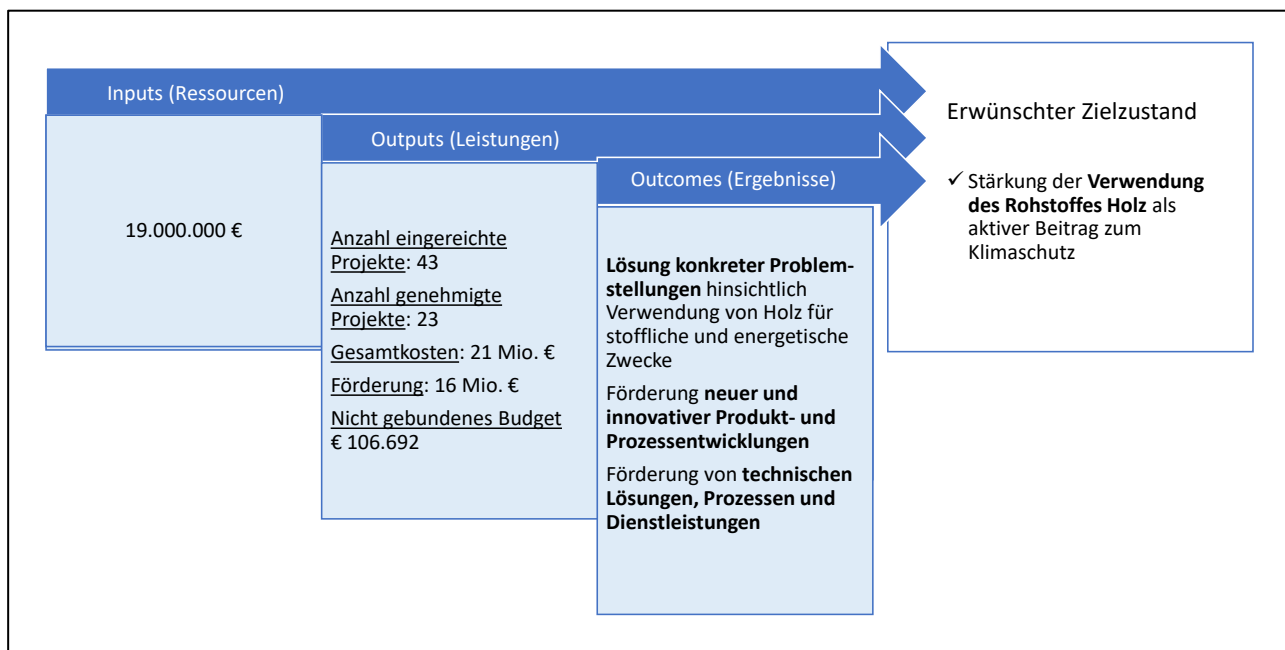 Inputs (Ressourcen)
19.000.000 €
Outputs (Leistungen)
Anzahl eingereichte
Projekte: 43
Anzahl genehmigte
Projekte: 23
Gesamtkosten: 21 Mio. €
Förderung: 16 Mio. €
Nicht gebundenes Budget
€ 106.692
Outcomes (Ergebnisse)
Lösung konkreter Problem-
stellungen hinsichtlich
Verwendung von Holz für
stoffliche und energetische
Zwecke
Förderung neuer und
innovativer Produkt- und
Prozessentwicklungen
Förderung von technischen
Lösungen, Prozessen und
Dienstleistungen
Erwünschter Zielzustand
✓ Stärkung der Verwendung
des Rohstoffes Holz als
aktiver Beitrag zum
Klimaschutz